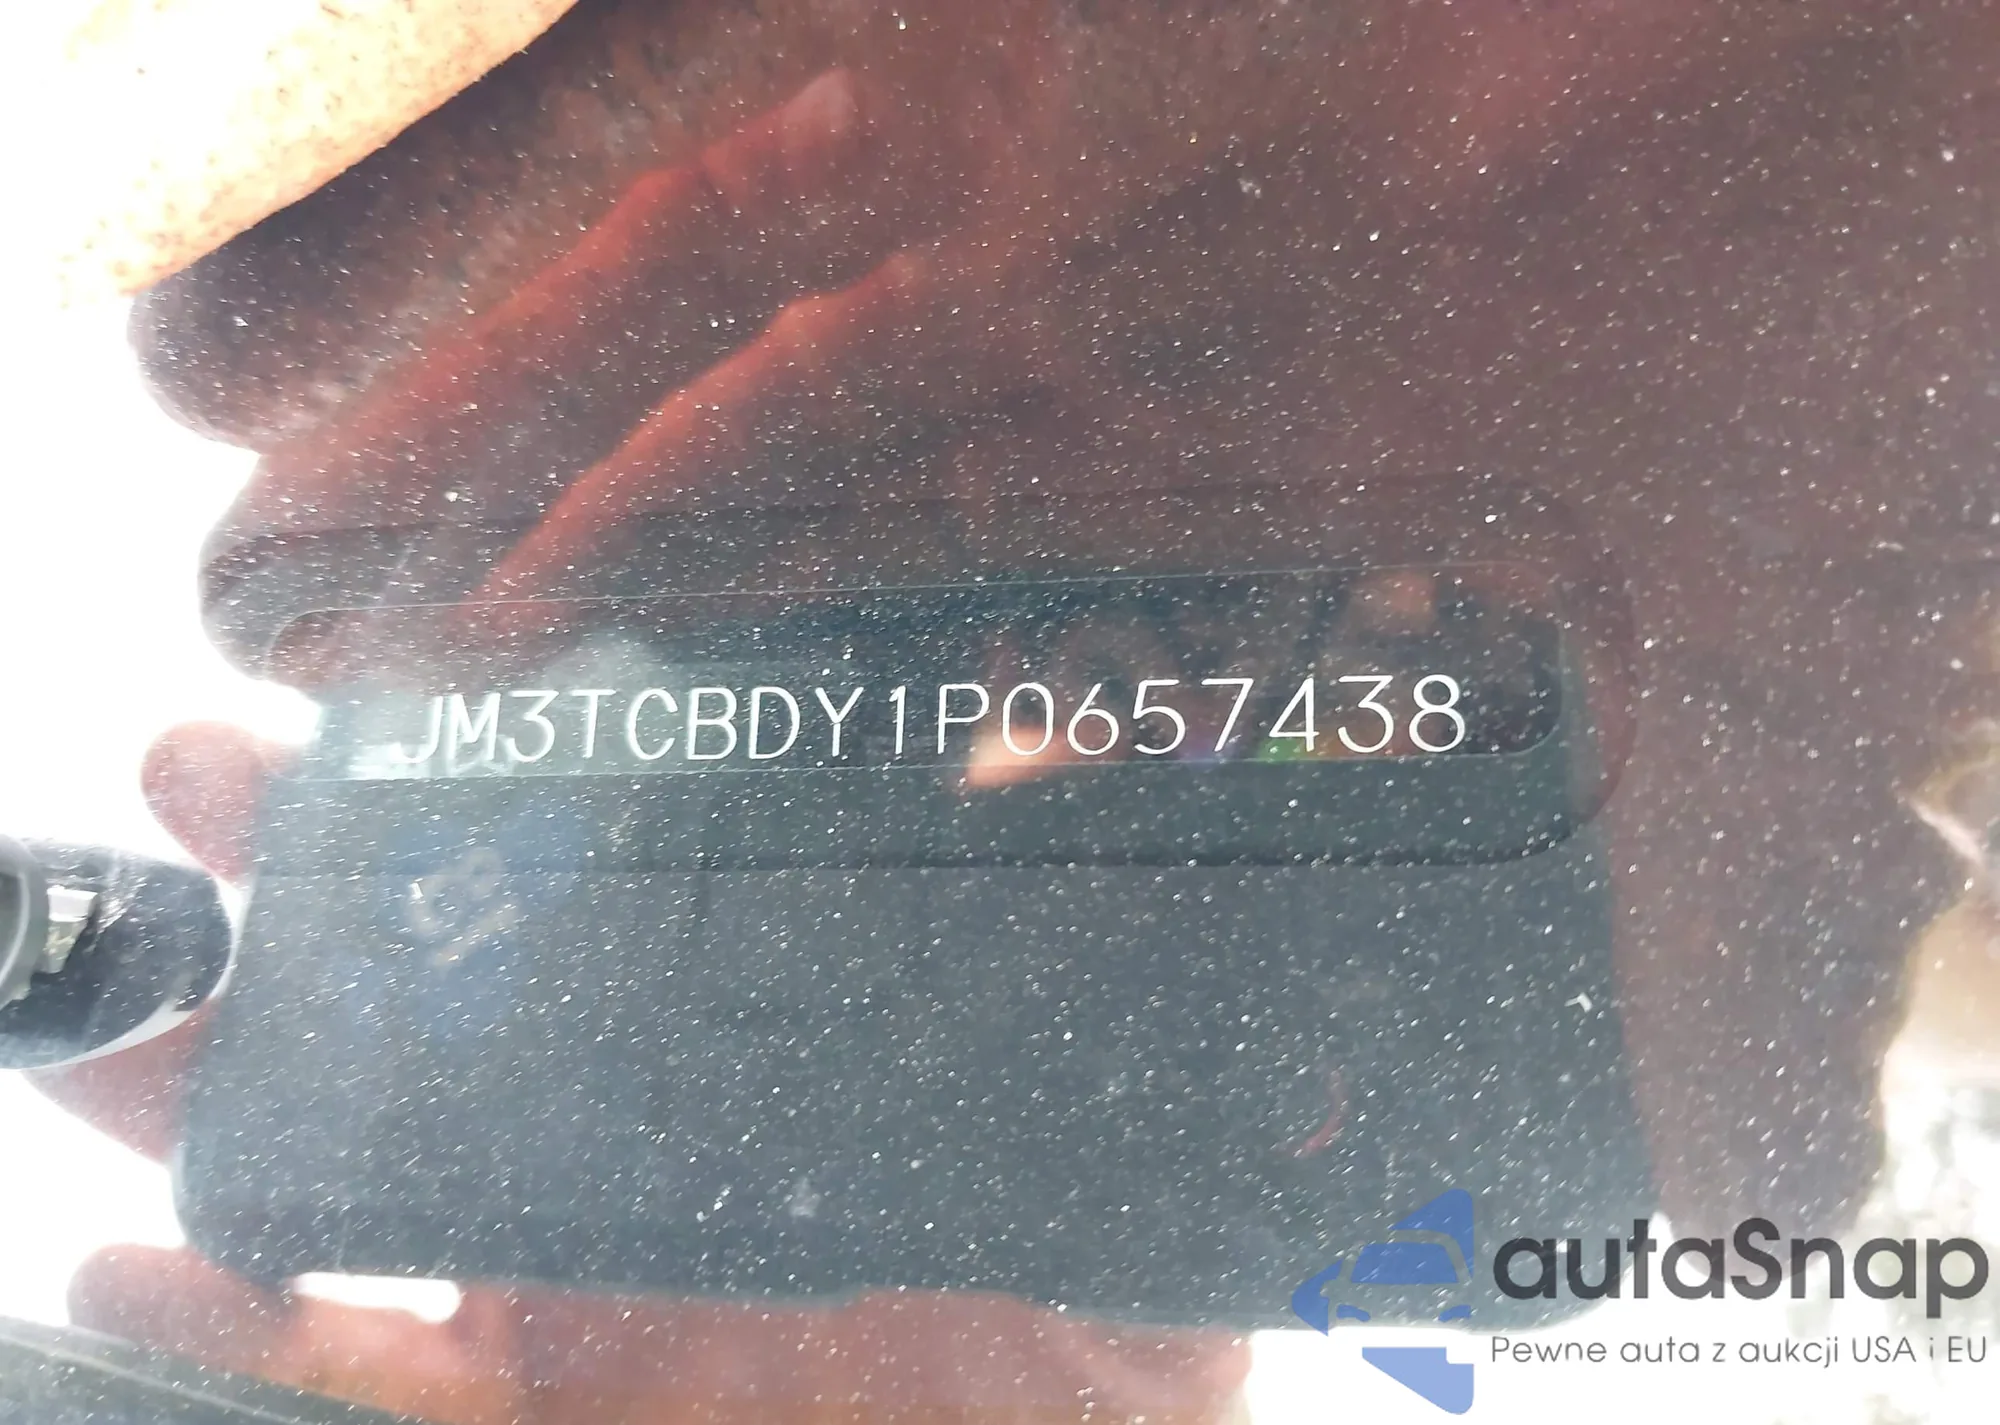 JM3TCBDY1P0657438
autaSnap
Pewne auta z aukcji USA i EU